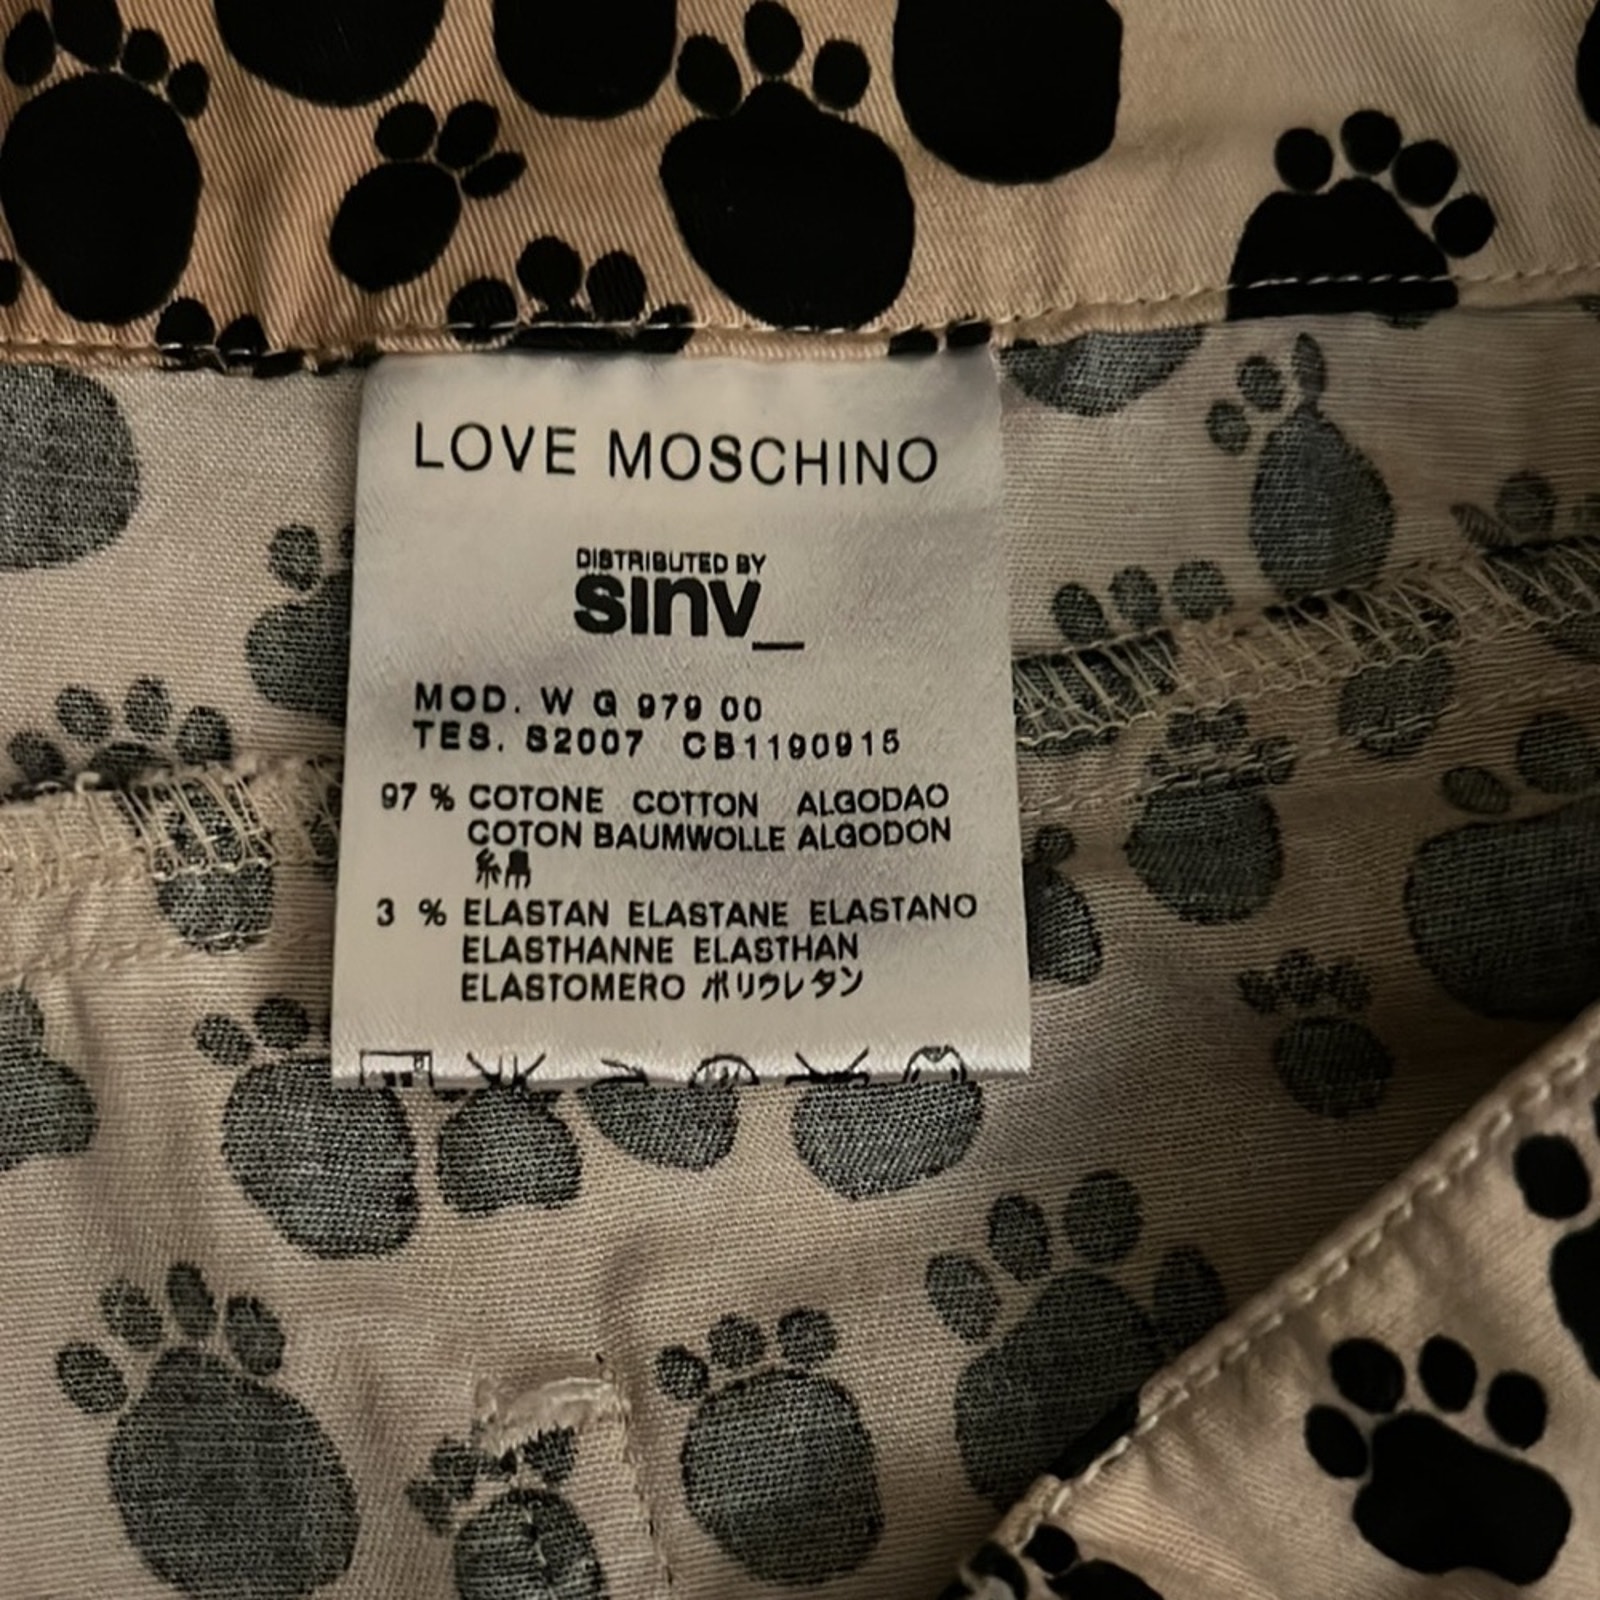 LOVE MOSCHINO
DISTRIBUTED BY
sınv_
MOD. W G 979 00
TES. S2007 CB1190915
97 % COTONE COTTON ALGODAO
COTON BAUMWOLLE ALGODON
3 % ELASTAN ELASTANE ELASTANO
ELASTHANNE ELASTHAN
ELASTOMERO ポリウレタン